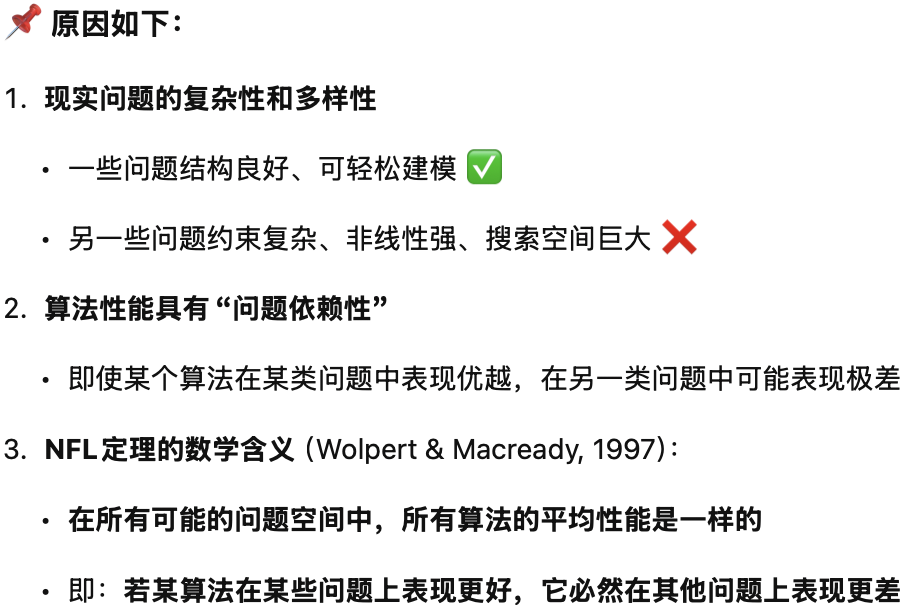 📌 原因如下：
1. 现实问题的复杂性和多样性
• 一些问题结构良好、可轻松建模 ✅
• 另一些问题约束复杂、非线性强、搜索空间巨大 ❌
2. 算法性能具有 “问题依赖性”
• 即使某个算法在某类问题中表现优越，在另一类问题中可能表现极差
3. NFL 定理的数学含义 (Wolpert & Macready, 1997)：
• 在所有可能的问题空间中，所有算法的平均性能是一样的
• 即：若某算法在某些问题上表现更好，它必然在其他问题上表现更差